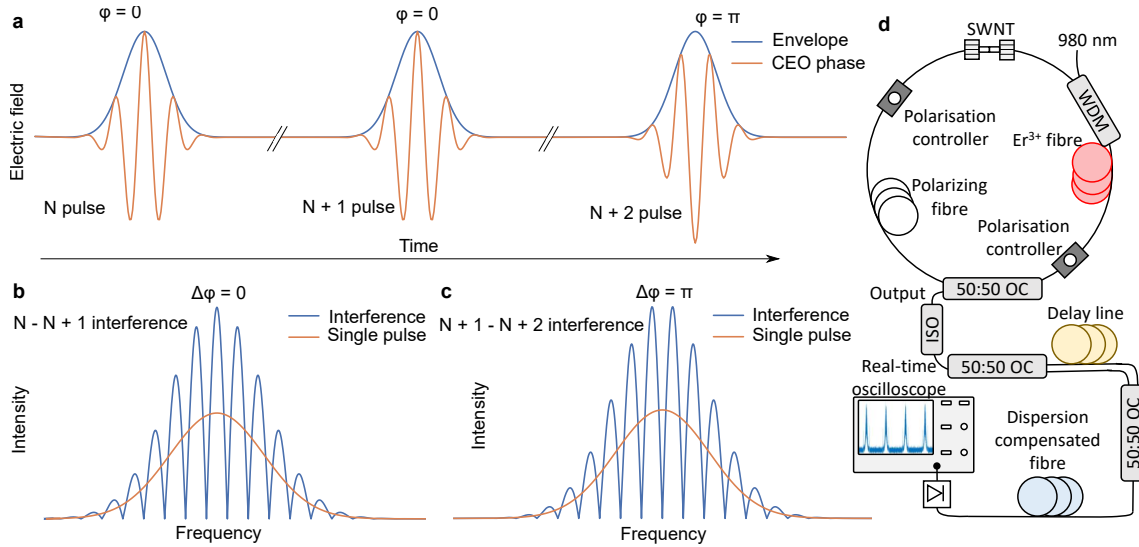 a
φ = 0
φ = 0
φ = π
Envelope
CEO phase
Electric field
N pulse
N + 1 pulse
N + 2 pulse
Time
b
Δφ = 0
N - N + 1 interference
Interference
Single pulse
Intensity
Frequency
c
Δφ = π
N + 1 - N + 2 interference
Interference
Single pulse
Intensity
Frequency
d
SWNT
980 nm
WDM
Polarisation
controller
Er³⁺ fibre
Polarizing
fibre
Polarisation
controller
50:50 OC
Output
ISO
Delay line
50:50 OC
Real-time
oscilloscope
50:50 OC
Dispersion
compensated
fibre